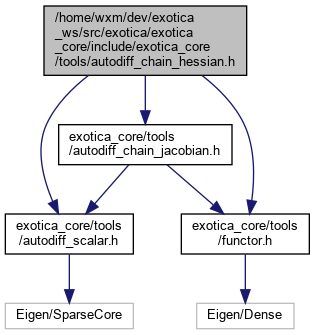 /home/wxm/dev/exotica
_ws/src/exotica/exotica
_core/include/exotica_core
/tools/autodiff_chain_hessian.h
exotica_core/tools
/autodiff_chain_jacobian.h
exotica_core/tools
/autodiff_scalar.h
exotica_core/tools
/functor.h
Eigen/SparseCore
Eigen/Dense